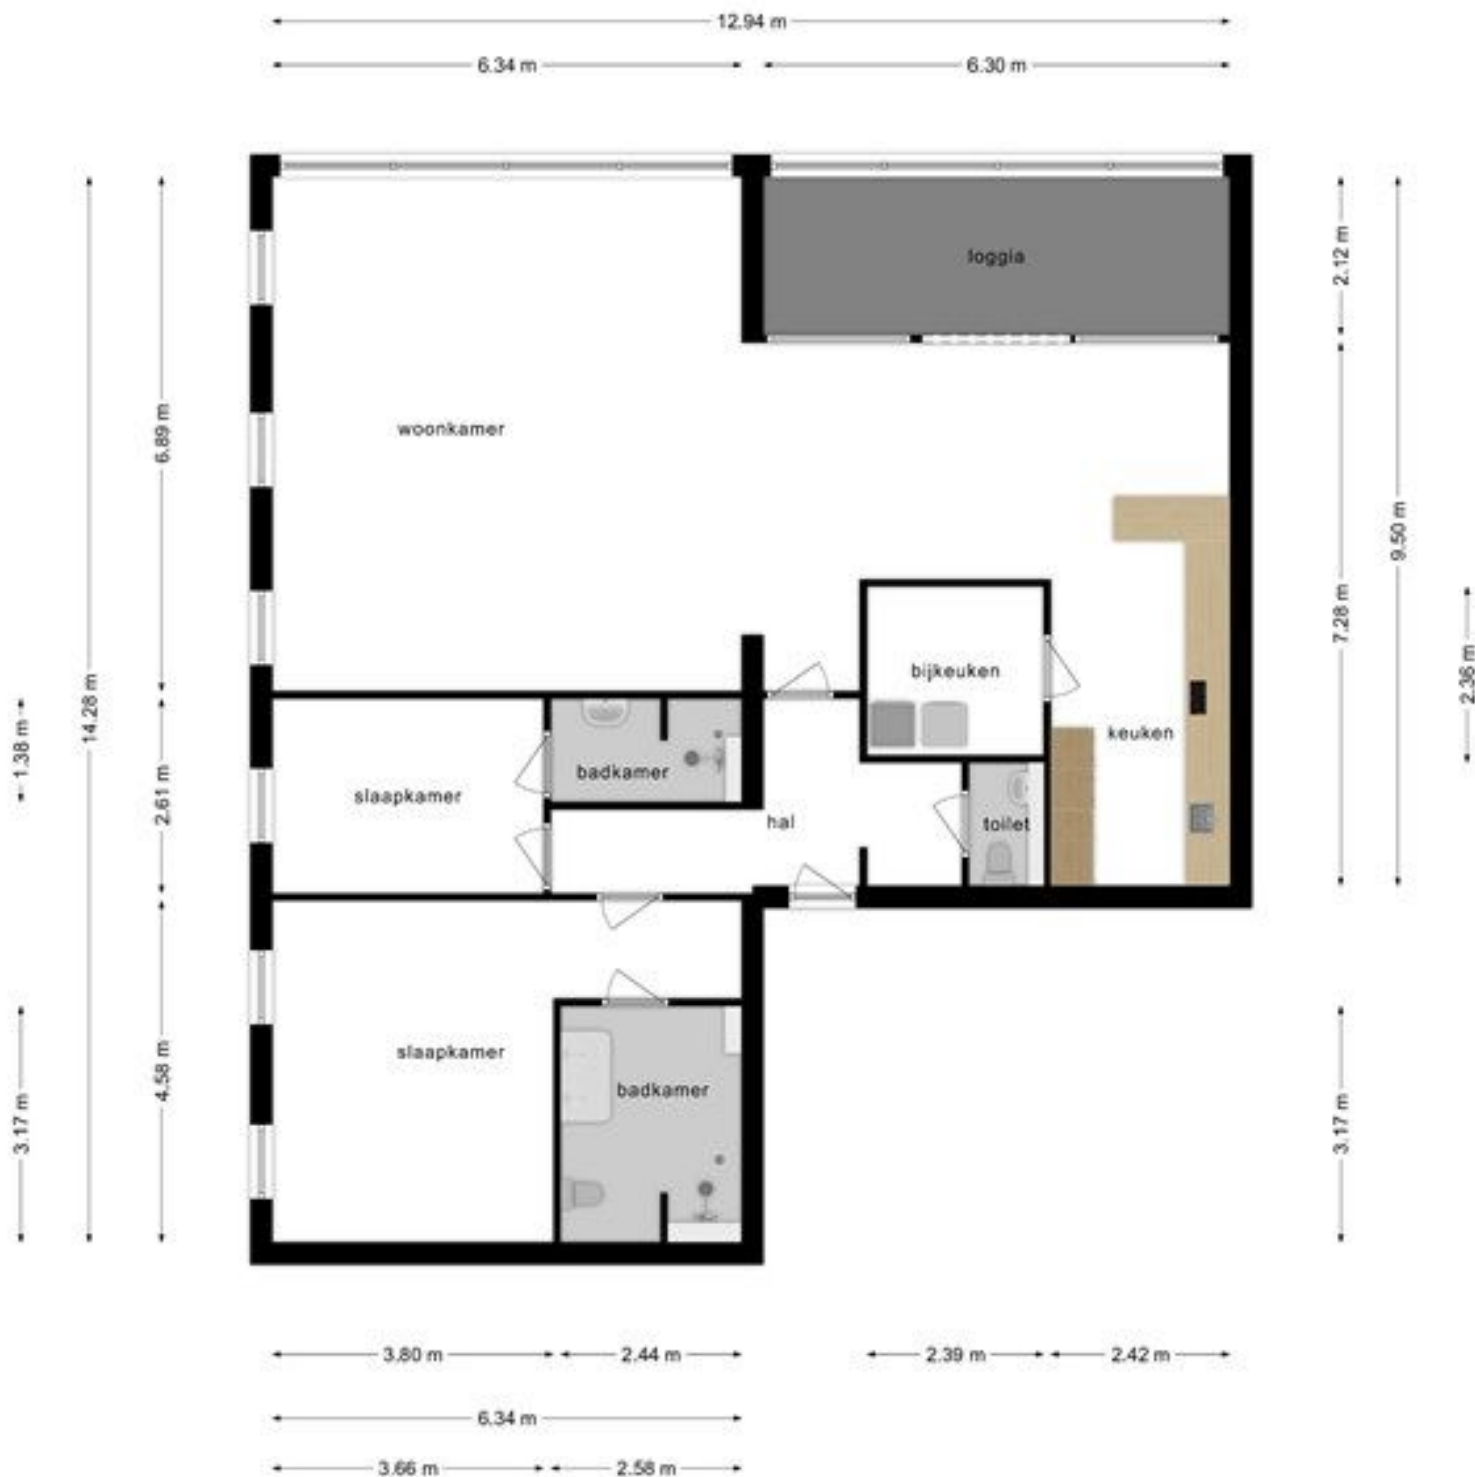 12.94 m
6.34 m
6.30 m
loggia
2.12 m
woonkamer
6.89 m
9.50 m
7.28 m
2.36 m
bijkeuken
14.28 m
1.38 m
keuken
badkamer
slaapkamer
2.61 m
hal
toilet
slaapkamer
4.58 m
badkamer
3.17 m
3.17 m
3.80 m
2.44 m
2.39 m
2.42 m
6.34 m
3.66 m
2.58 m